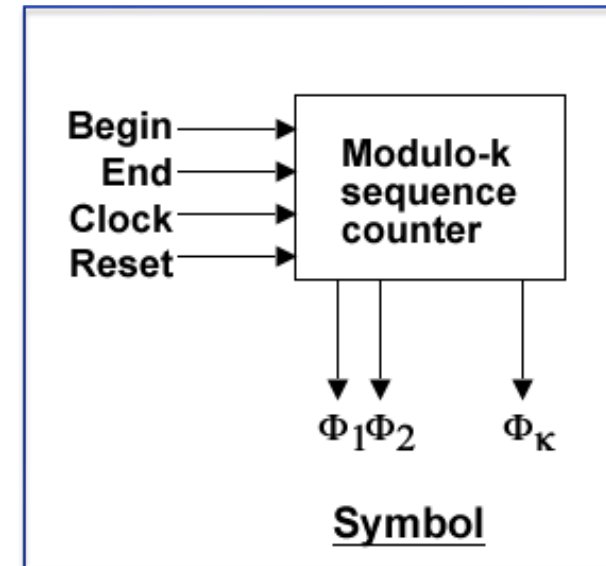 Begin
End
Clock
Reset
Modulo-k
sequence
counter
Φ1Φ2 Φκ
Symbol